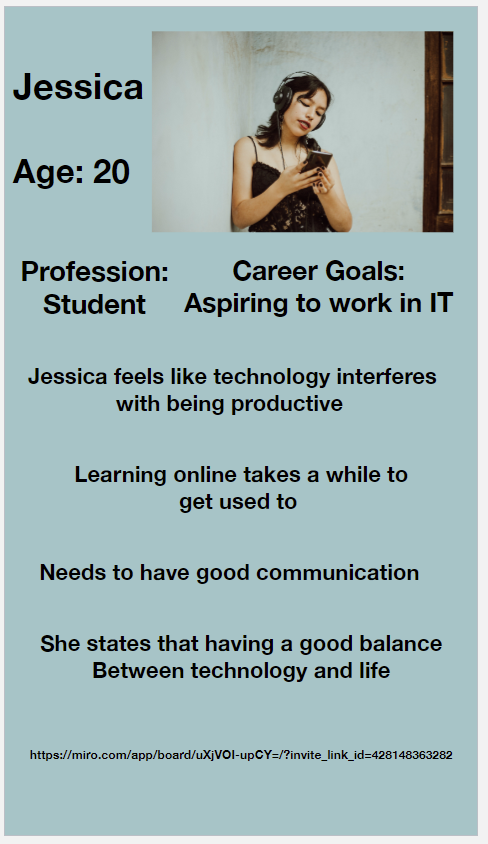 Jessica
Age: 20
Profession:
Student
Career Goals:
Aspiring to work in IT
Jessica feels like technology interferes
with being productive
Learning online takes a while to
get used to
Needs to have good communication
She states that having a good balance
Between technology and life
https://miro.com/app/board/uXjVOI-upCY=/?invite_link_id=428148363282